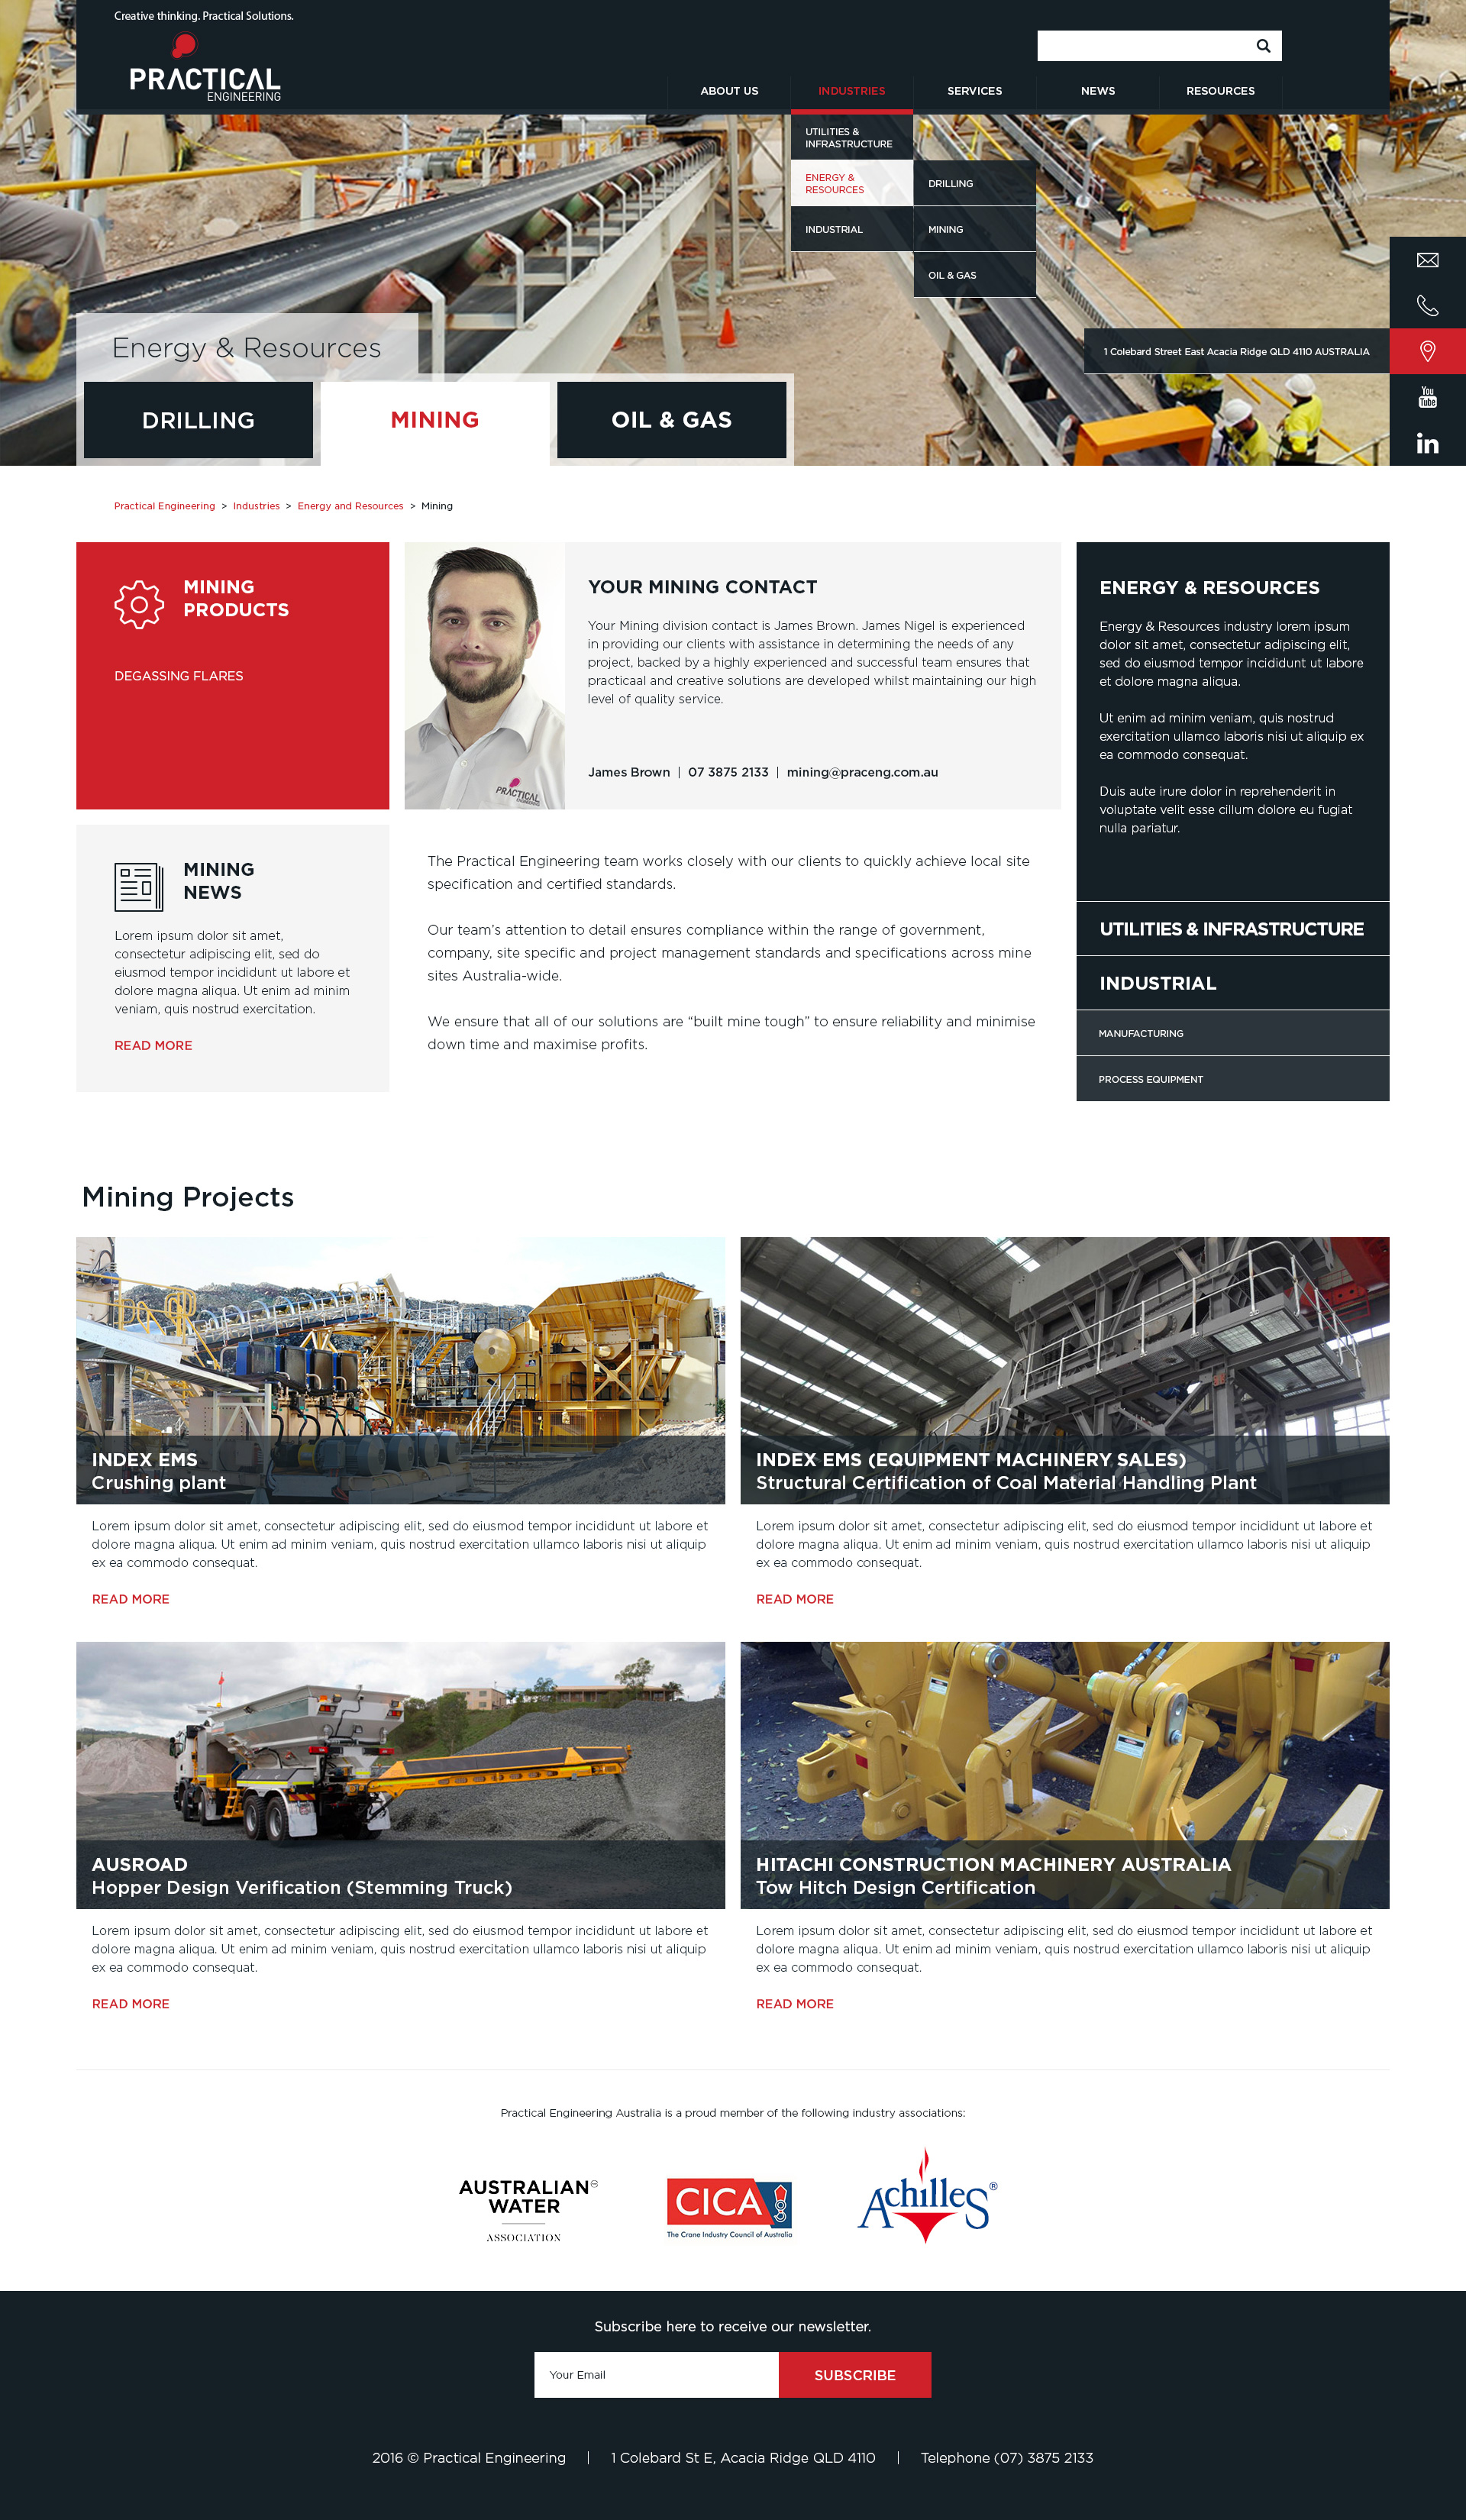 Creative thinking. Practical Solutions.
PRACTICAL
ENGINEERING
ABOUT US
INDUSTRIES
SERVICES
NEWS
RESOURCES
UTILITIES &
INFRASTRUCTURE
ENERGY &
RESOURCES
DRILLING
INDUSTRIAL
MINING
OIL & GAS
Energy & Resources
1 Colebard Street East Acacia Ridge QLD 4110 AUSTRALIA
You
Tube
in
DRILLING
MINING
OIL & GAS
Practical Engineering > Industries > Energy and Resources > Mining
MINING
PRODUCTS
DEGASSING FLARES
PRACTICAL
ENGINEERING
YOUR MINING CONTACT
Your Mining division contact is James Brown. James Nigel is experienced
in providing our clients with assistance in determining the needs of any
project, backed by a highly experienced and successful team ensures that
practicaal and creative solutions are developed whilst maintaining our high
level of quality service.
James Brown | 07 3875 2133 | mining@praceng.com.au
ENERGY & RESOURCES
Energy & Resources industry lorem ipsum
dolor sit amet, consectetur adipiscing elit,
sed do eiusmod tempor incididunt ut labore
et dolore magna aliqua.
Ut enim ad minim veniam, quis nostrud
exercitation ullamco laboris nisi ut aliquip ex
ea commodo consequat.
Duis aute irure dolor in reprehenderit in
voluptate velit esse cillum dolore eu fugiat
nulla pariatur.
UTILITIES & INFRASTRUCTURE
INDUSTRIAL
MANUFACTURING
PROCESS EQUIPMENT
MINING
NEWS
Lorem ipsum dolor sit amet,
consectetur adipiscing elit, sed do
eiusmod tempor incididunt ut labore et
dolore magna aliqua. Ut enim ad minim
veniam, quis nostrud exercitation.
READ MORE
The Practical Engineering team works closely with our clients to quickly achieve local site
specification and certified standards.
Our team’s attention to detail ensures compliance within the range of government,
company, site specific and project management standards and specifications across mine
sites Australia-wide.
We ensure that all of our solutions are “built mine tough” to ensure reliability and minimise
down time and maximise profits.
Mining Projects
INDEX EMS
Crushing plant
Lorem ipsum dolor sit amet, consectetur adipiscing elit, sed do eiusmod tempor incididunt ut labore et
dolore magna aliqua. Ut enim ad minim veniam, quis nostrud exercitation ullamco laboris nisi ut aliquip
ex ea commodo consequat.
READ MORE
INDEX EMS (EQUIPMENT MACHINERY SALES)
Structural Certification of Coal Material Handling Plant
Lorem ipsum dolor sit amet, consectetur adipiscing elit, sed do eiusmod tempor incididunt ut labore et
dolore magna aliqua. Ut enim ad minim veniam, quis nostrud exercitation ullamco laboris nisi ut aliquip
ex ea commodo consequat.
READ MORE
AUSROAD
Hopper Design Verification (Stemming Truck)
Lorem ipsum dolor sit amet, consectetur adipiscing elit, sed do eiusmod tempor incididunt ut labore et
dolore magna aliqua. Ut enim ad minim veniam, quis nostrud exercitation ullamco laboris nisi ut aliquip
ex ea commodo consequat.
READ MORE
HITACHI CONSTRUCTION MACHINERY AUSTRALIA
Tow Hitch Design Certification
Lorem ipsum dolor sit amet, consectetur adipiscing elit, sed do eiusmod tempor incididunt ut labore et
dolore magna aliqua. Ut enim ad minim veniam, quis nostrud exercitation ullamco laboris nisi ut aliquip
ex ea commodo consequat.
READ MORE
Practical Engineering Australia is a proud member of the following industry associations:
AUSTRALIAN
WATER
ASSOCIATION
CICA
The Crane Industry Council of Australia
Achilles®
Subscribe here to receive our newsletter.
Your Email
SUBSCRIBE
2016 © Practical Engineering | 1 Colebard St E, Acacia Ridge QLD 4110 | Telephone (07) 3875 2133